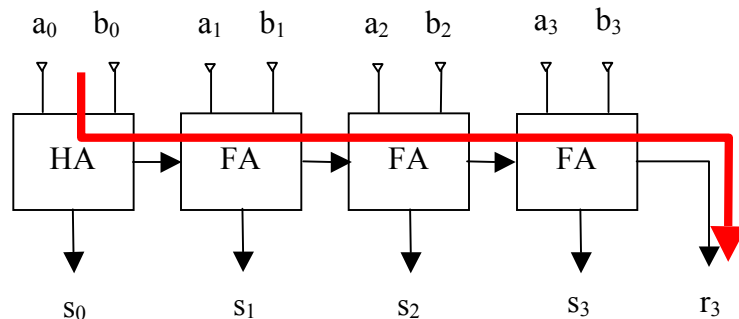 a₀ b₀ a₁ b₁ a₂ b₂ a₃ b₃
HA FA FA FA
s₀ s₁ s₂ s₃ r₃